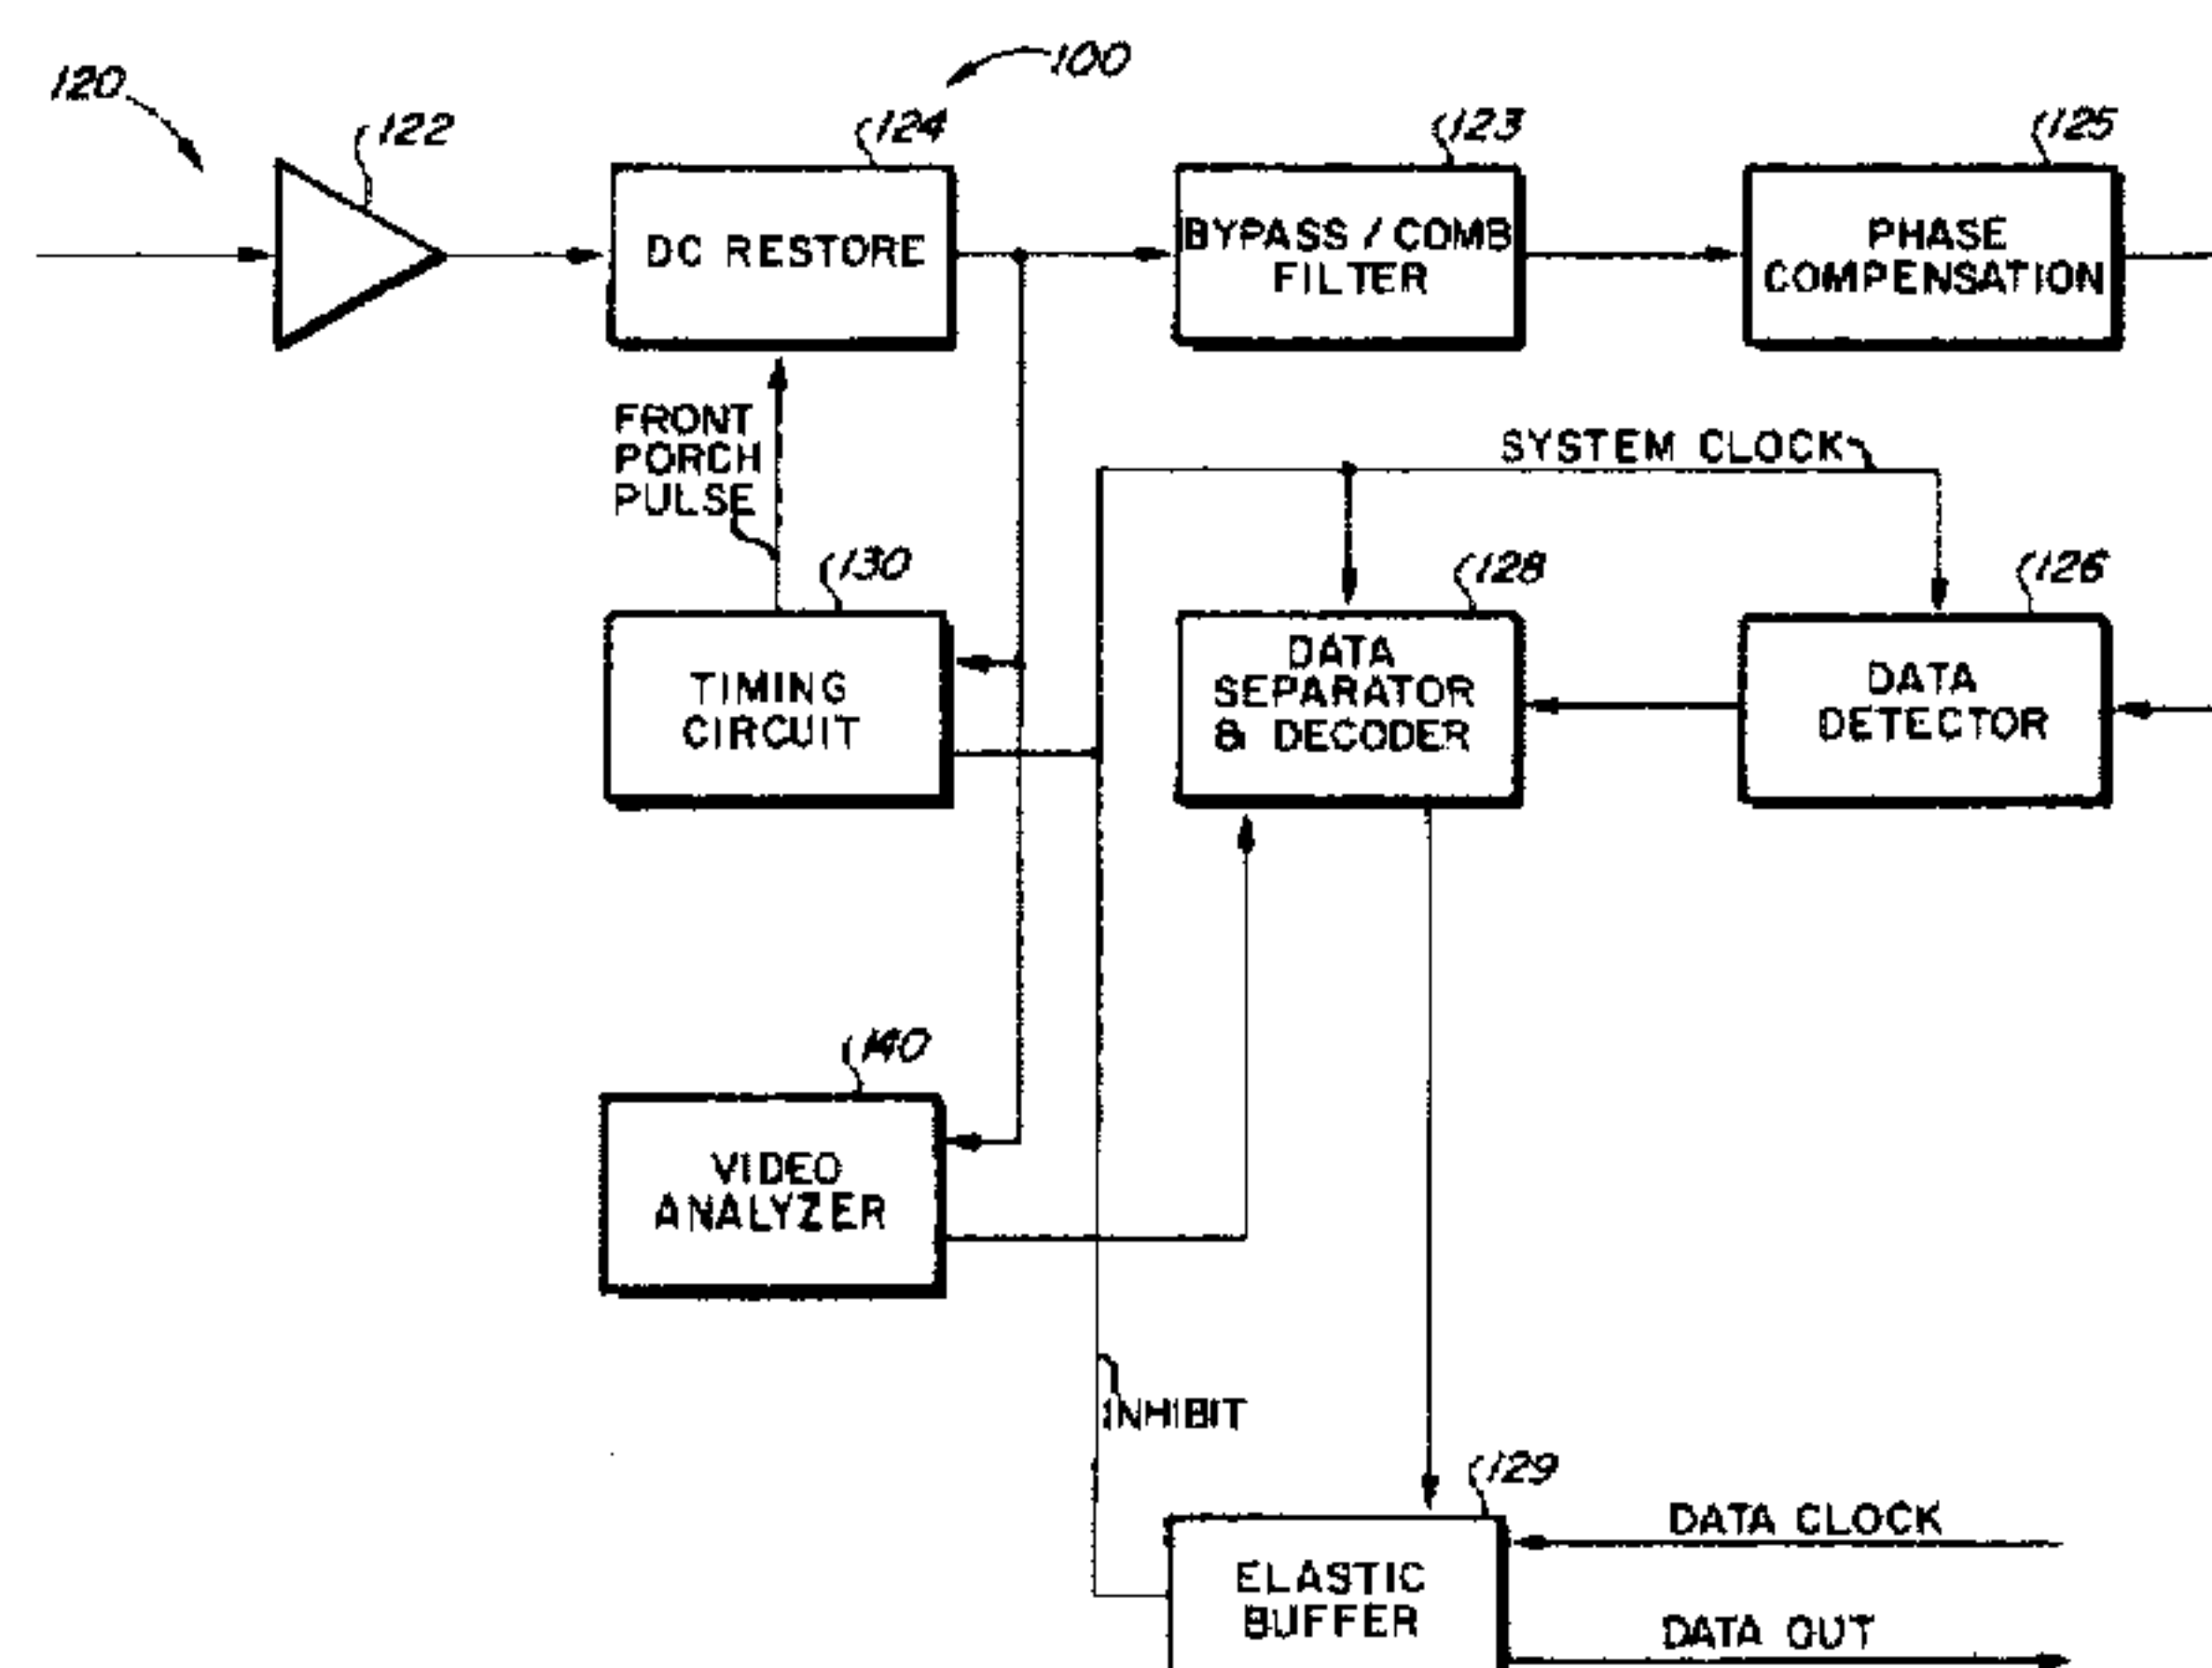 120
100
122
124
123
125
DC RESTORE
BYPASS / COMB
FILTER
PHASE
COMPENSATION
FRONT
PORCH
PULSE
SYSTEM CLOCK
130
128
126
TIMING
CIRCUIT
DATA
SEPARATOR
& DECODER
DATA
DETECTOR
140
VIDEO
ANALYZER
INHIBIT
129
ELASTIC
BUFFER
DATA CLOCK
DATA OUT